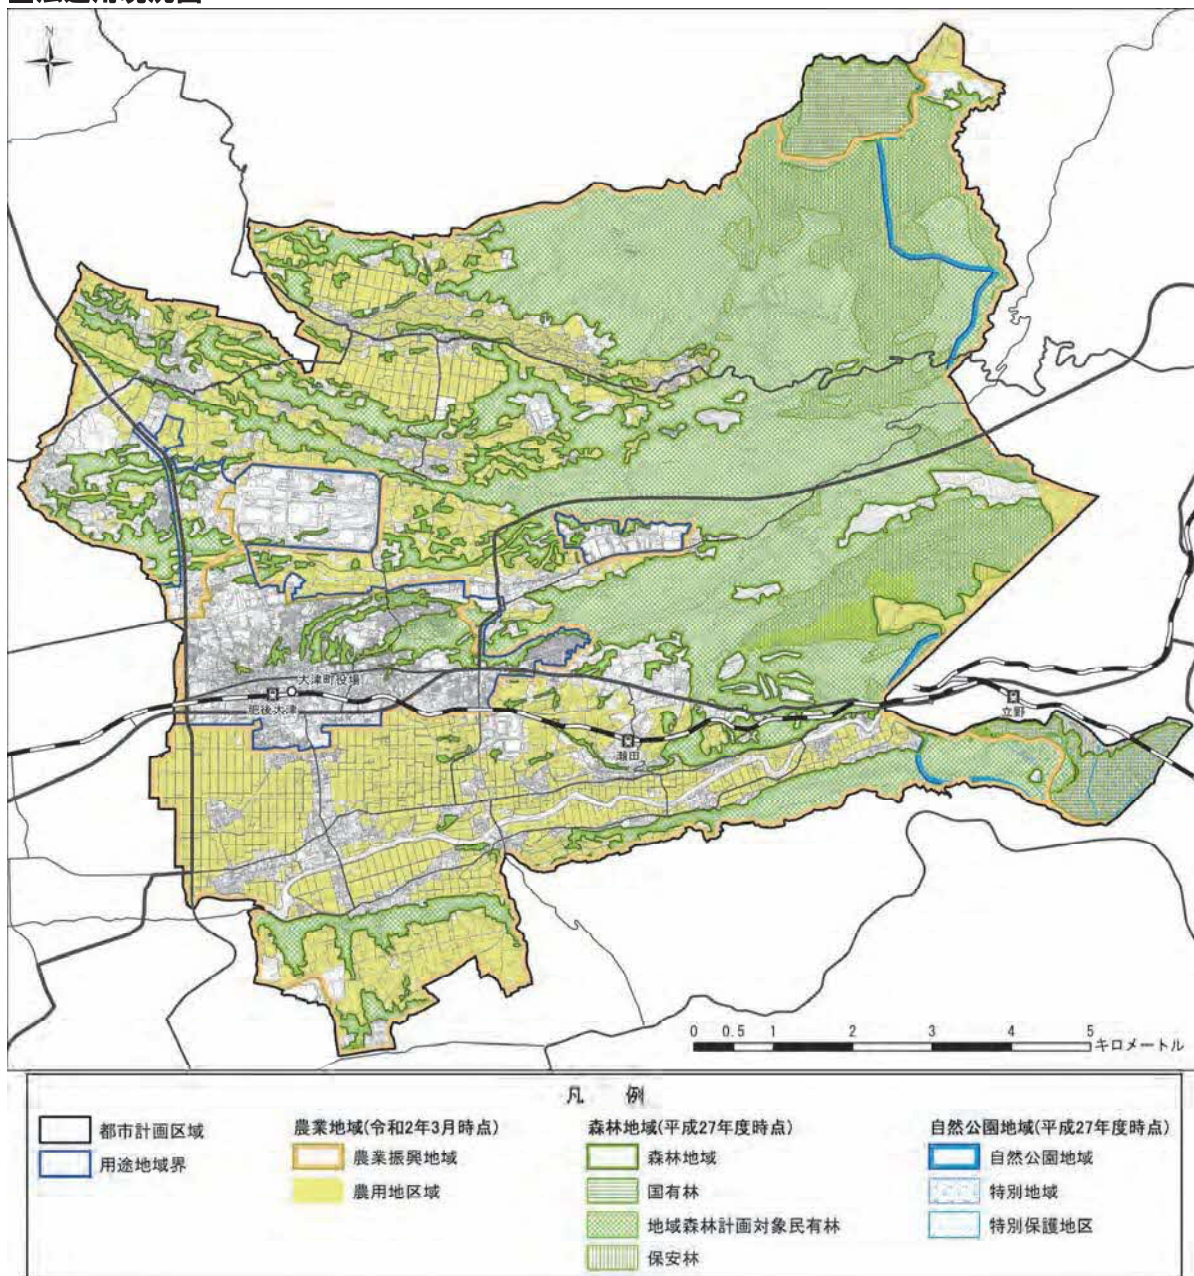 N
大津町役場
肥後大津
瀬田
立野
0 0.5 1 2 3 4 5
キロメートル
凡 例
都市計画区域
用途地域界
農業地域(令和2年3月時点)
農業振興地域
農用地区域
森林地域(平成27年度時点)
森林地域
国有林
地域森林計画対象民有林
保安林
自然公園地域(平成27年度時点)
自然公園地域
特別地域
特別保護地区